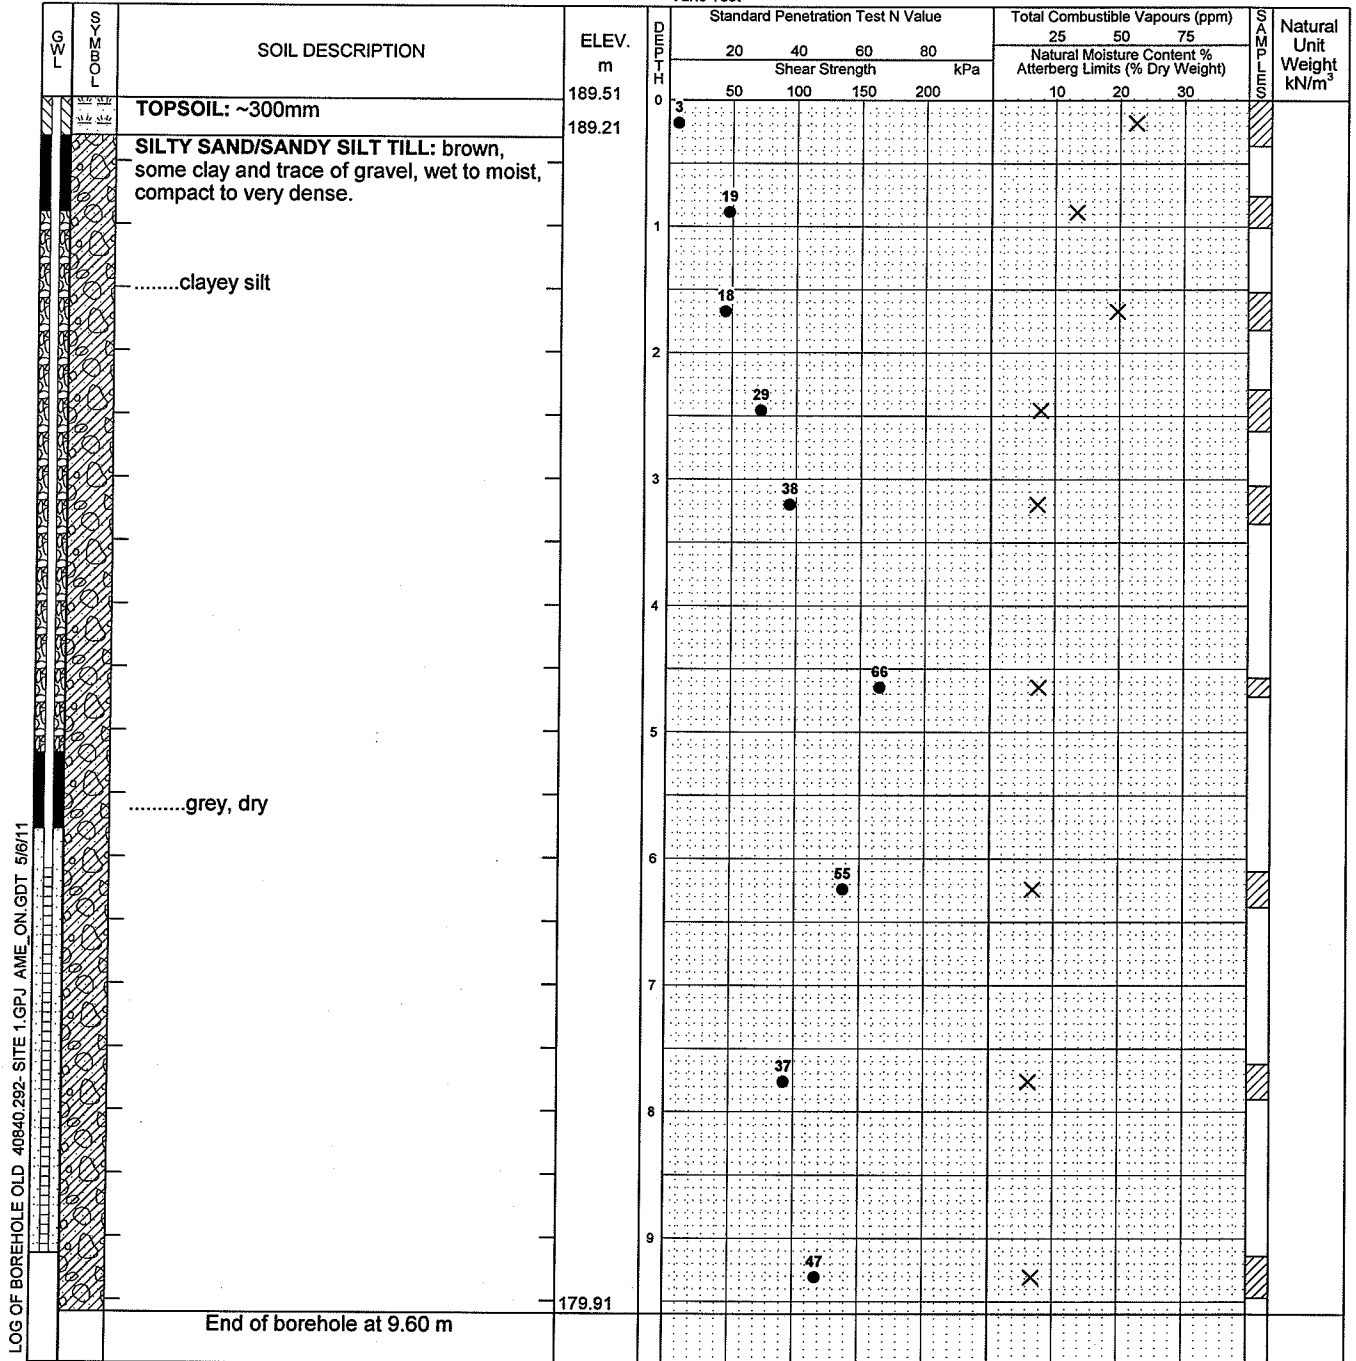 Vane Test
GWL
SYMBOL
SOIL DESCRIPTION
ELEV.
m
DEPTH
Standard Penetration Test N Value
20 40 60 80
Shear Strength kPa
50 100 150 200
Total Combustible Vapours (ppm)
25 50 75
Natural Moisture Content %
Atterberg Limits (% Dry Weight)
10 20 30
SAMPLES
Natural
Unit
Weight
kN/m³
189.51
0
TOPSOIL: ~300mm
3
189.21
SILTY SAND/SANDY SILT TILL: brown,
some clay and trace of gravel, wet to moist,
compact to very dense.
19
1
........clayey silt
18
2
29
3
38
4
66
5
..........grey, dry
6
55
7
37
8
9
47
179.91
End of borehole at 9.60 m
LOG OF BOREHOLE OLD 40840.292- SITE 1.GPJ AME_ON.GDT 5/6/11